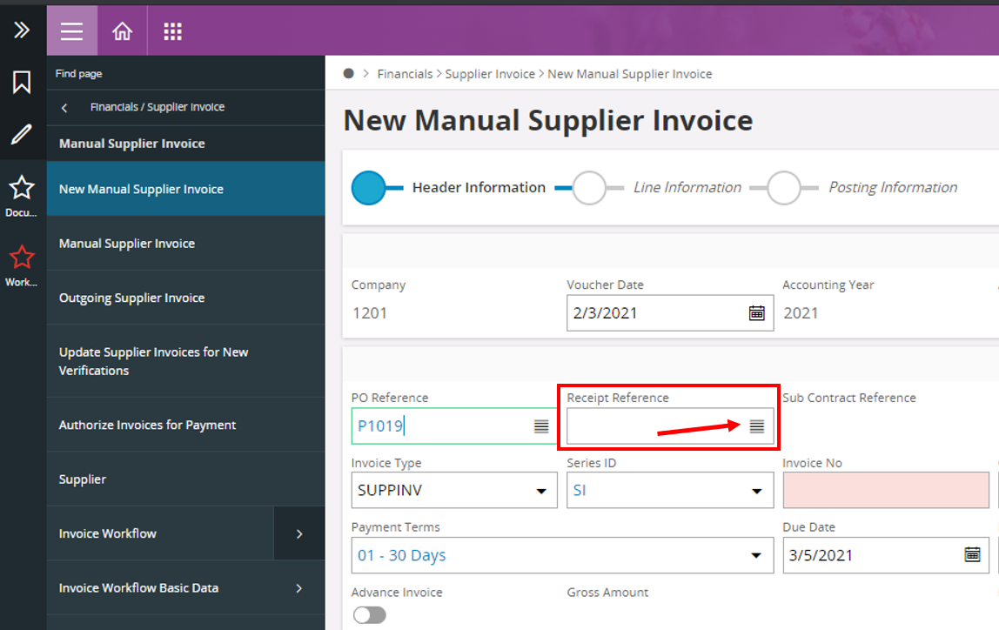 Find page
Financials > Supplier Invoice > New Manual Supplier Invoice
Financials / Supplier Invoice
New Manual Supplier Invoice
Manual Supplier Invoice
New Manual Supplier Invoice
Header Information
Line Information
Posting Information
Docu...
Manual Supplier Invoice
Work...
Outgoing Supplier Invoice
Update Supplier Invoices for New
Verifications
Authorize Invoices for Payment
Supplier
Invoice Workflow
Invoice Workflow Basic Data
Company
Voucher Date
Accounting Year
1201
2/3/2021
2021
PO Reference
Receipt Reference
Sub Contract Reference
P1019
Invoice Type
Series ID
Invoice No
SUPPINV
SI
Payment Terms
Due Date
01 - 30 Days
3/5/2021
Advance Invoice
Gross Amount